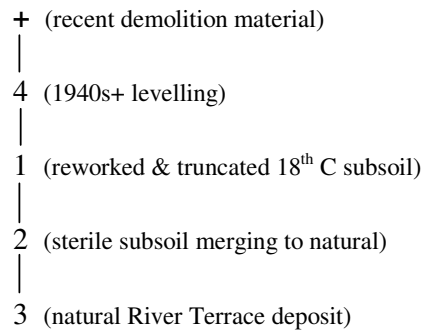 + (recent demolition material)
4 (1940s+ levelling)
1 (reworked & truncated 18th C subsoil)
2 (sterile subsoil merging to natural)
3 (natural River Terrace deposit)